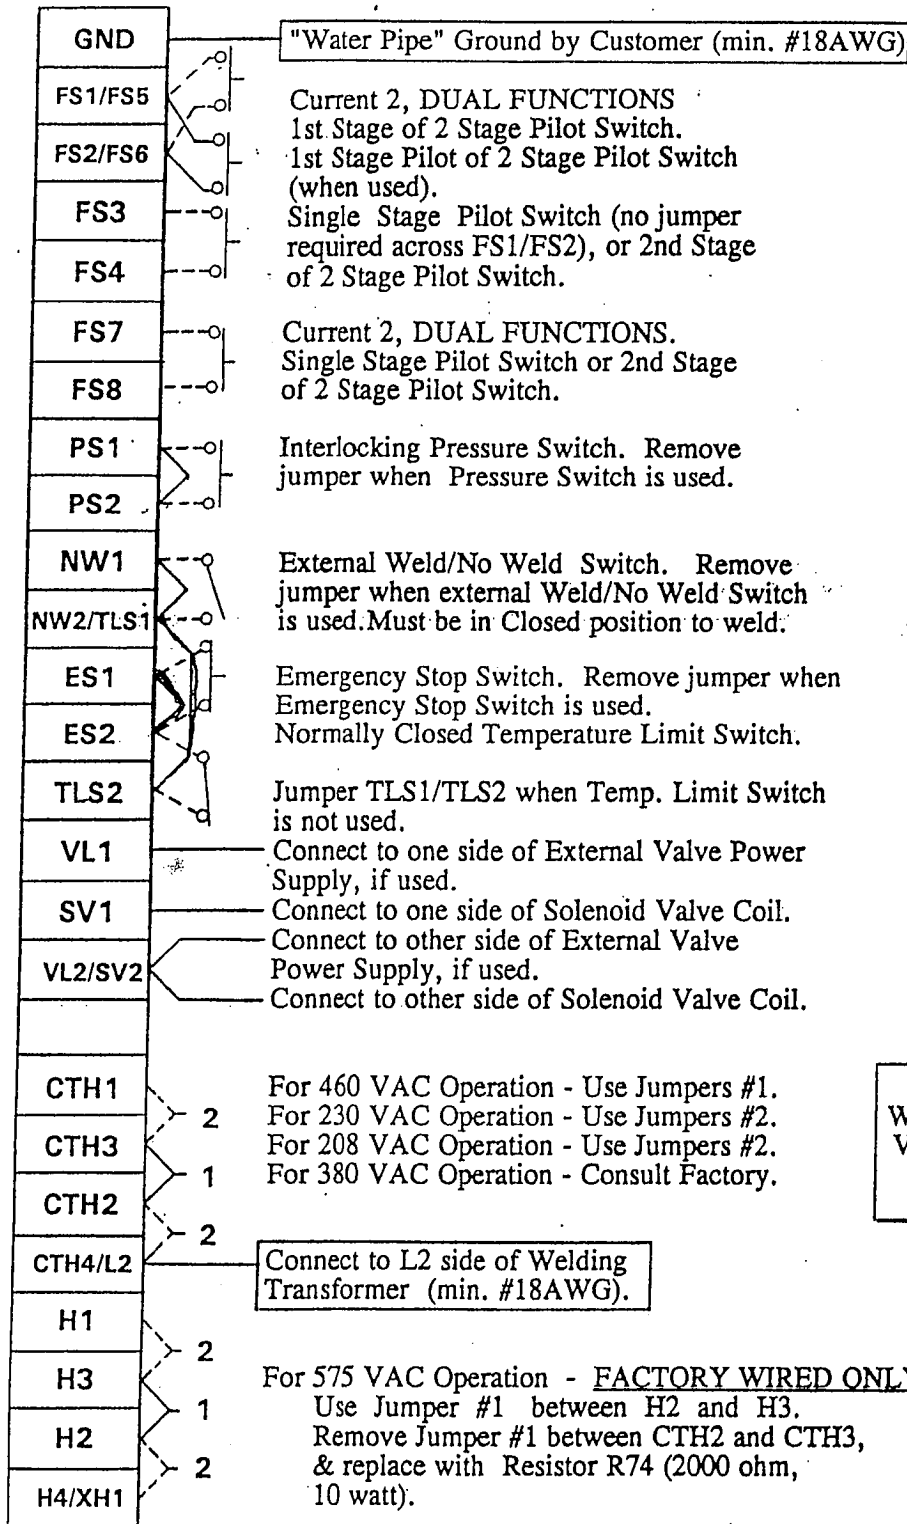 GND
"Water Pipe" Ground by Customer (min. #18AWG)
FS1/FS5
Current 2, DUAL FUNCTIONS
1st Stage of 2 Stage Pilot Switch.
FS2/FS6
1st Stage Pilot of 2 Stage Pilot Switch
(when used).
FS3
Single Stage Pilot Switch (no jumper
required across FS1/FS2), or 2nd Stage
FS4
of 2 Stage Pilot Switch.
FS7
Current 2, DUAL FUNCTIONS.
Single Stage Pilot Switch or 2nd Stage
FS8
of 2 Stage Pilot Switch.
PS1
Interlocking Pressure Switch. Remove
jumper when Pressure Switch is used.
PS2
NW1
External Weld/No Weld Switch. Remove
jumper when external Weld/No Weld Switch
NW2/TLS1
is used.Must be in Closed position to weld.
ES1
Emergency Stop Switch. Remove jumper when
Emergency Stop Switch is used.
ES2
Normally Closed Temperature Limit Switch.
TLS2
Jumper TLS1/TLS2 when Temp. Limit Switch
is not used.
VL1
Connect to one side of External Valve Power
Supply, if used.
SV1
Connect to one side of Solenoid Valve Coil.
Connect to other side of External Valve
VL2/SV2
Power Supply, if used.
Connect to other side of Solenoid Valve Coil.
CTH1
For 460 VAC Operation - Use Jumpers #1.
2
For 230 VAC Operation - Use Jumpers #2.
W
CTH3
For 208 VAC Operation - Use Jumpers #2.
V
1
For 380 VAC Operation - Consult Factory.
CTH2
2
CTH4/L2
Connect to L2 side of Welding
Transformer (min. #18AWG).
H1
2
H3
For 575 VAC Operation - FACTORY WIRED ONLY
1
Use Jumper #1 between H2 and H3.
H2
Remove Jumper #1 between CTH2 and CTH3,
2
& replace with Resistor R74 (2000 ohm,
H4/XH1
10 watt).